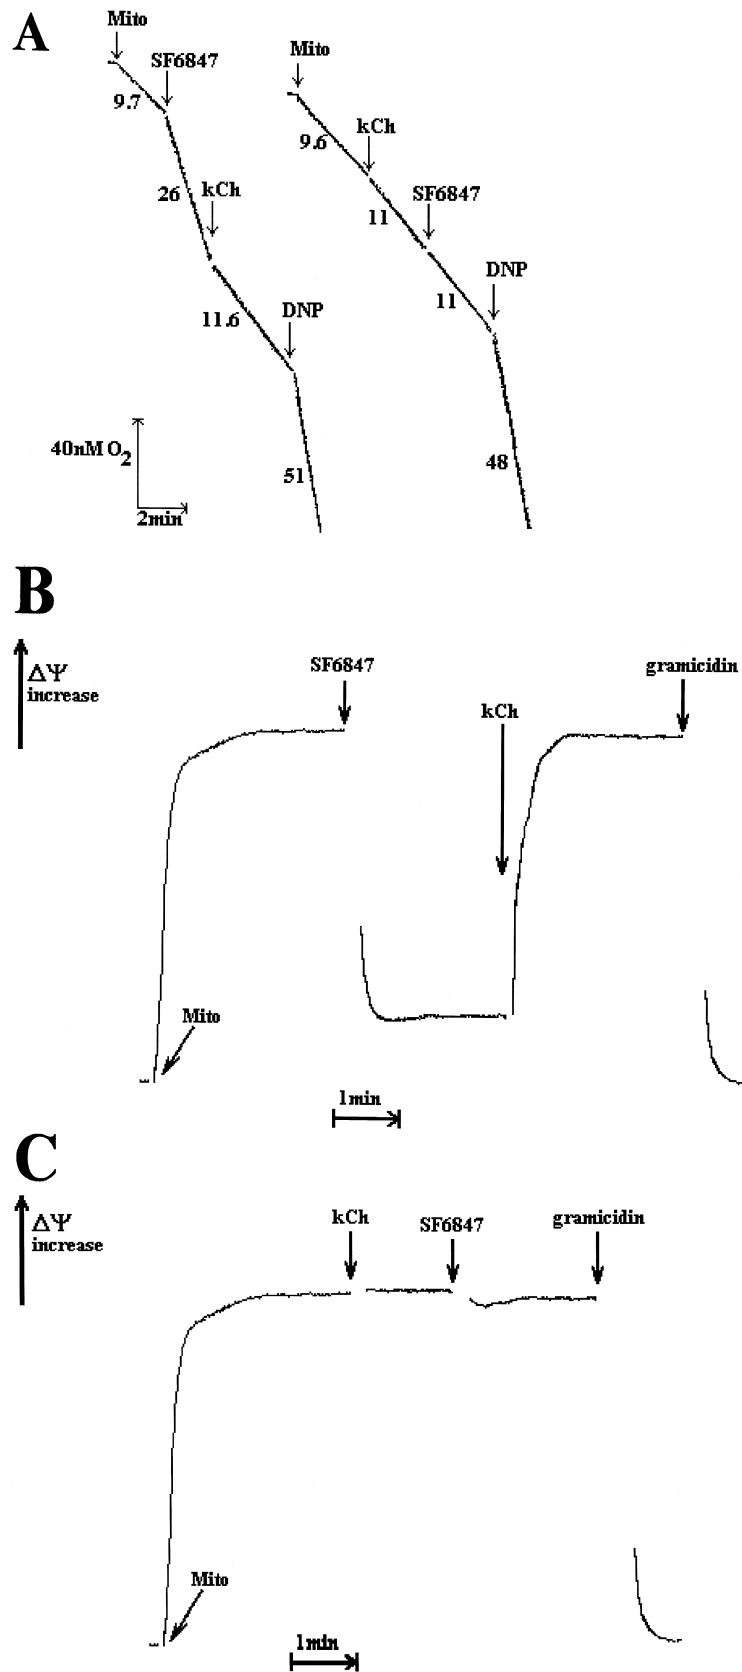 A
Mito
SF6847
9.7
26
kCh
11.6
DNP
51
Mito
9.6
kCh
11
SF6847
11
DNP
48
40nM O2
2min
B
ΔΨ
increase
SF6847
gramicidin
kCh
Mito
1min
C
ΔΨ
increase
kCh
SF6847
gramicidin
Mito
1min